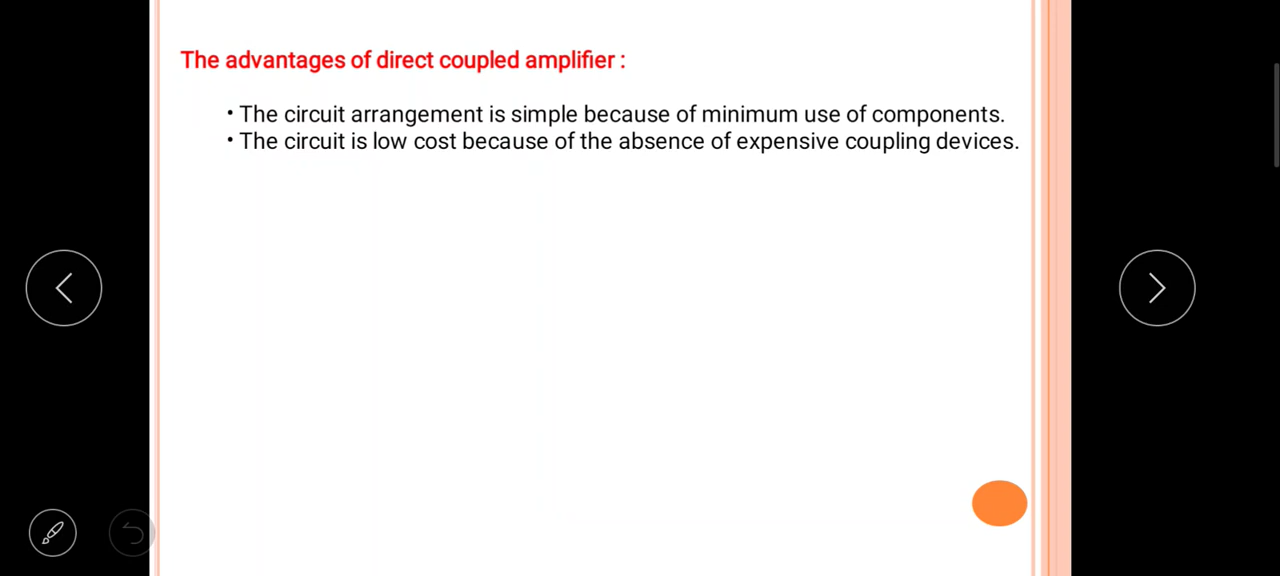 The advantages of direct coupled amplifier :
• The circuit arrangement is simple because of minimum use of components.
• The circuit is low cost because of the absence of expensive coupling devices.